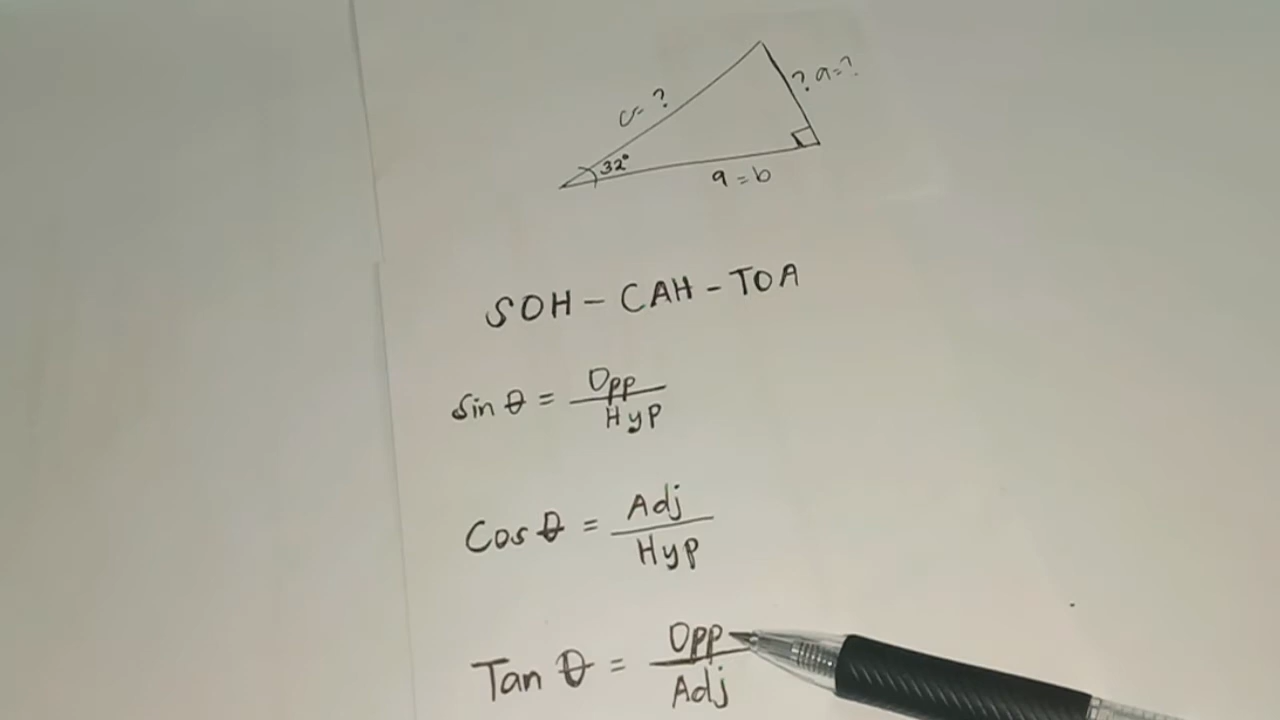 ? a=?
c=?
32°
9=b
SOH - CAH - TOA
Sin θ = Opp / Hyp
Cos θ = Adj / Hyp
Tan θ = Opp / Adj